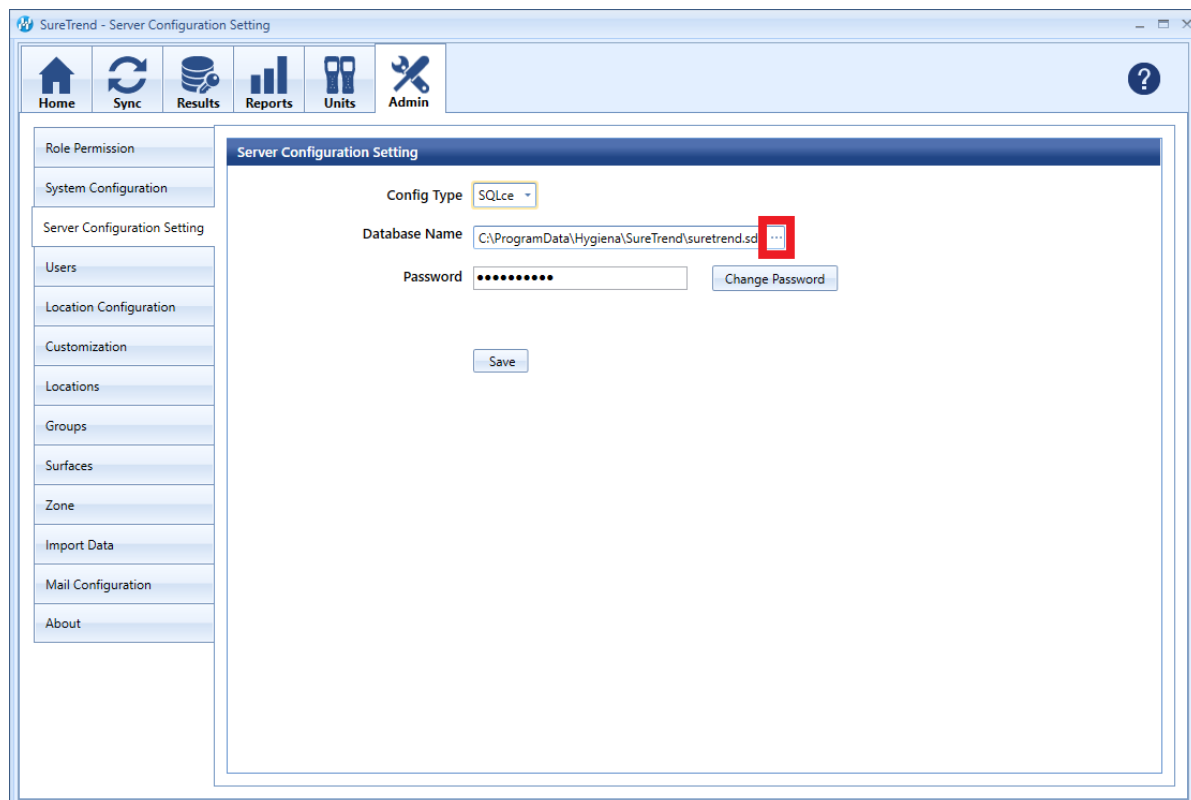 SureTrend - Server Configuration Setting
Home Sync Results Reports Units Admin
Role Permission
System Configuration
Server Configuration Setting
Users
Location Configuration
Customization
Locations
Groups
Surfaces
Zone
Import Data
Mail Configuration
About
Server Configuration Setting
Config Type SQLce
Database Name C:\ProgramData\Hygiena\SureTrend\suretrend.sd ...
Password ●●●●●●●●●● Change Password
Save